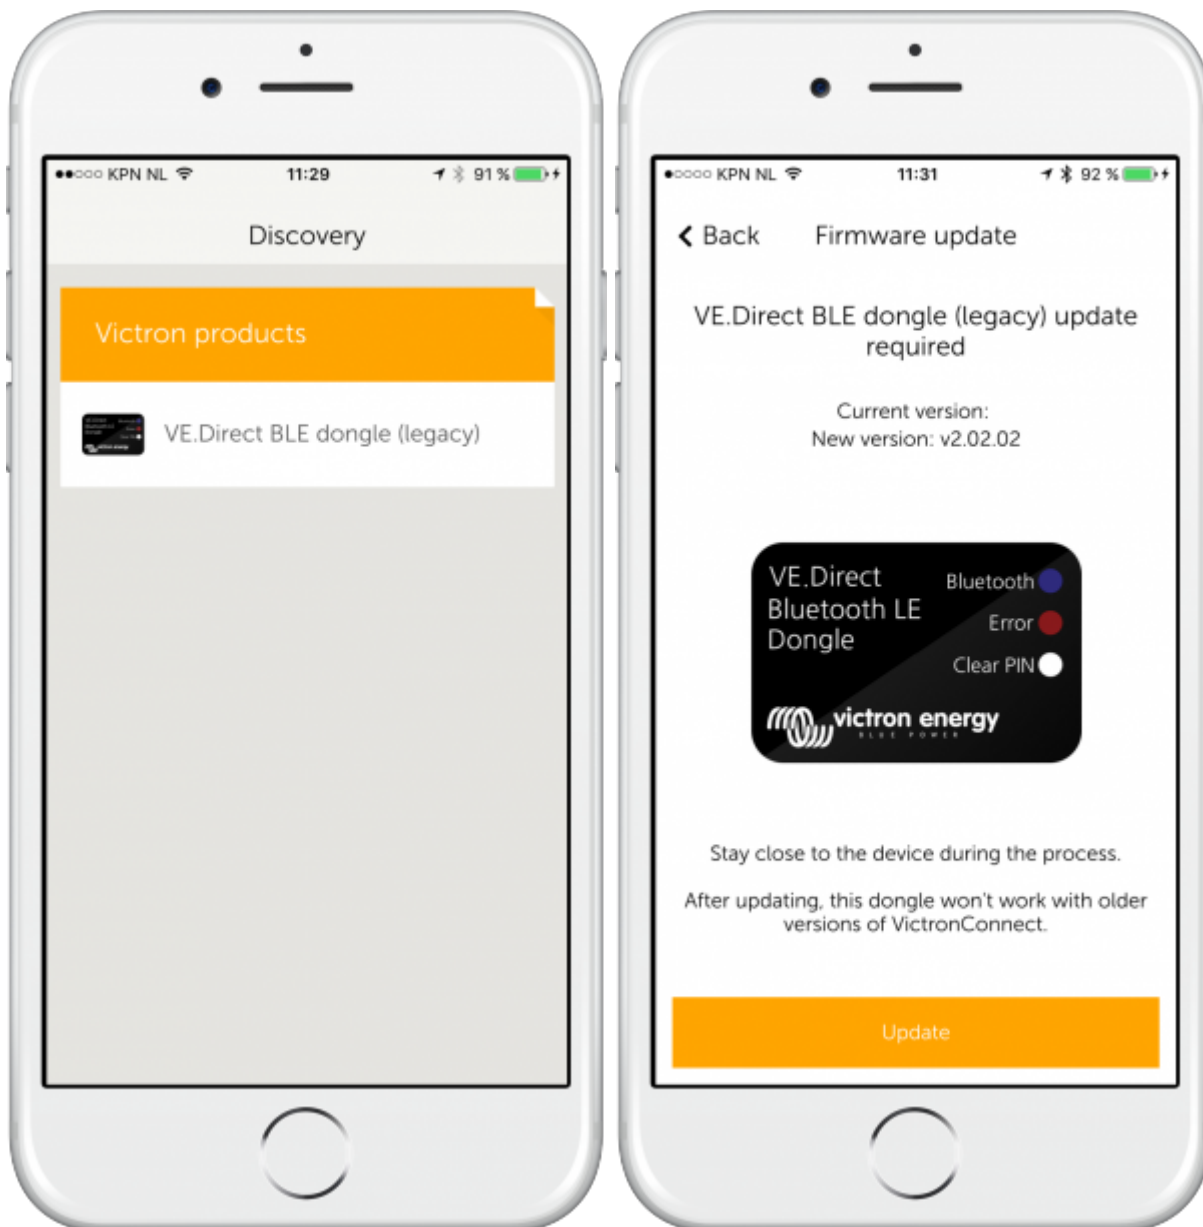 KPN NL 11:29 91 %
Discovery
Victron products
VE.Direct BLE dongle (legacy)
KPN NL 11:31 92 %
Back Firmware update
VE.Direct BLE dongle (legacy) update
required
Current version:
New version: v2.02.02
VE.Direct
Bluetooth LE
Dongle
Bluetooth
Error
Clear PIN
victron energy
BLUE POWER
Stay close to the device during the process.
After updating, this dongle won't work with older
versions of VictronConnect.
Update